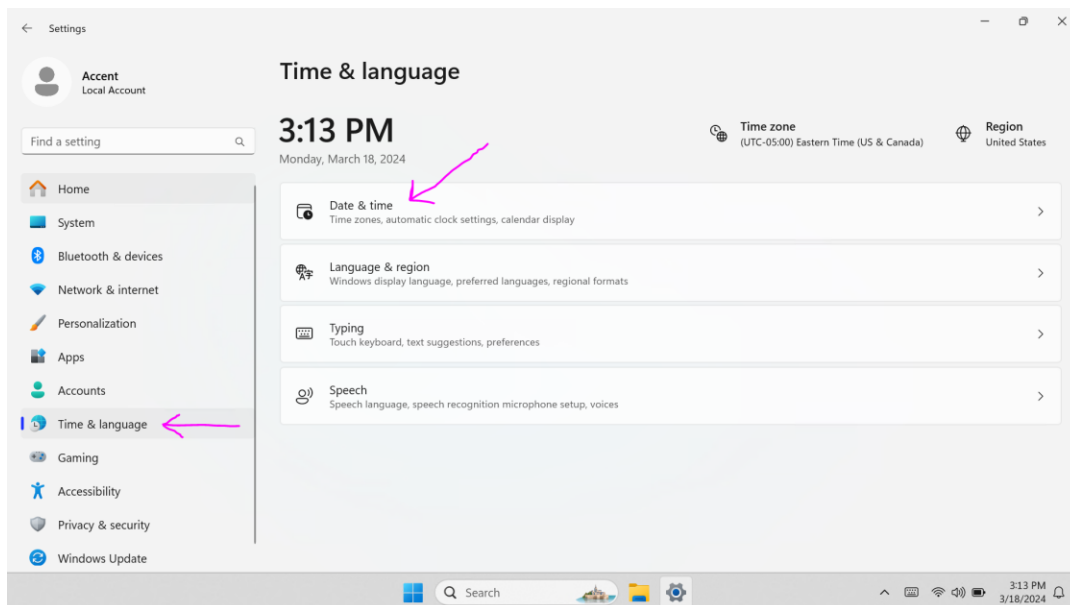 Settings
Accent
Local Account
Find a setting
Home
System
Bluetooth & devices
Network & internet
Personalization
Apps
Accounts
Time & language
Gaming
Accessibility
Privacy & security
Windows Update
Time & language
3:13 PM
Monday, March 18, 2024
Time zone
(UTC-05:00) Eastern Time (US & Canada)
Region
United States
Date & time
Time zones, automatic clock settings, calendar display
Language & region
Windows display language, preferred languages, regional formats
Typing
Touch keyboard, text suggestions, preferences
Speech
Speech language, speech recognition microphone setup, voices
Search
3:13 PM
3/18/2024